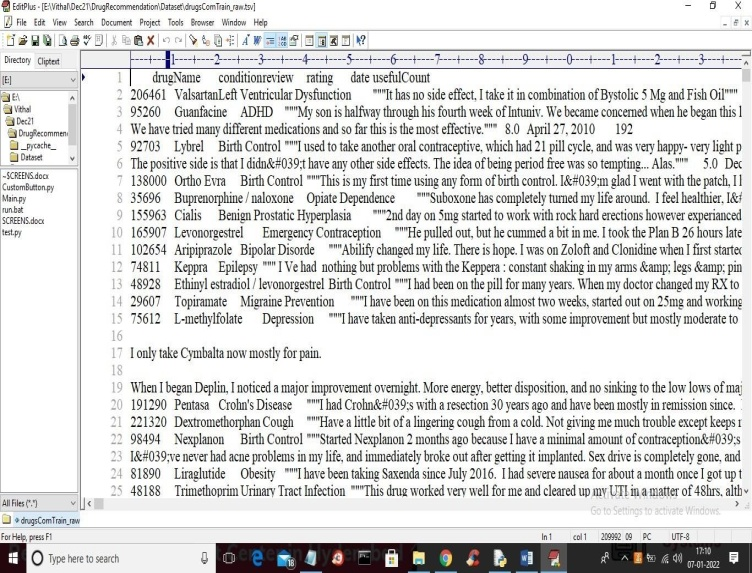 EditPlus - [E:\Vithal\Dec21\DrugRecommendation\Dataset\drugsComTrain_raw.tsv]
File Edit View Search Document Project Tools Browser Window Help
Directory Cliptext
[E:]
E:\
Vithal
Dec21
DrugRecommen
__pycache__
Dataset
~SCREENS.docx
CustomButton.py
Main.py
run.bat
SCREENS.docx
test.py
All Files (*.*)
drugsComTrain_raw
----+----1----+----2----+----3----+----4----+----5----+----6----+----7----+----8----+----9----+----0----+----1----+----2----+----3----
1 drugName conditionreview rating date usefulCount
2 206461 ValsartanLeft Ventricular Dysfunction """It has no side effect, I take it in combination of Bystolic 5 Mg and Fish Oil"""
3 95260 Guanfacine ADHD """My son is halfway through his fourth week of Intuniv. We became concerned when he began this l
4 We have tried many different medications and so far this is the most effective.""" 8.0 April 27, 2010 192
5 92703 Lybrel Birth Control """I used to take another oral contraceptive, which had 21 pill cycle, and was very happy- very light p
6 The positive side is that I didn&#039;t have any other side effects. The idea of being period free was so tempting... Alas.""" 5.0 Dec
7 138000 Ortho Evra Birth Control """This is my first time using any form of birth control. I&#039;m glad I went with the patch, I h
8 35696 Buprenorphine / naloxone Opiate Dependence """Suboxone has completely turned my life around. I feel healthier, I&#
9 155963 Cialis Benign Prostatic Hyperplasia """2nd day on 5mg started to work with rock hard erections however experianced
10 165907 Levonorgestrel Emergency Contraception """He pulled out, but he cummed a bit in me. I took the Plan B 26 hours late
11 102654 Aripiprazole Bipolar Disorde """Abilify changed my life. There is hope. I was on Zoloft and Clonidine when I first started
12 74811 Keppra Epilepsy """ I Ve had nothing but problems with the Keppera : constant shaking in my arms &amp; legs &amp; pin
13 48928 Ethinyl estradiol / levonorgestrel Birth Control """I had been on the pill for many years. When my doctor changed my RX to
14 29607 Topiramate Migraine Prevention """I have been on this medication almost two weeks, started out on 25mg and working
15 75612 L-methylfolate Depression """I have taken anti-depressants for years, with some improvement but mostly moderate to
16
17 I only take Cymbalta now mostly for pain.
18
19 When I began Deplin, I noticed a major improvement overnight. More energy, better disposition, and no sinking to the low lows of maj
20 191290 Pentasa Crohn's Disease """I had Crohn&#039;s with a resection 30 years ago and have been mostly in remission since.
21 221320 Dextromethorphan Cough """Have a little bit of a lingering cough from a cold. Not giving me much trouble except keeps
22 98494 Nexplanon Birth Control """Started Nexplanon 2 months ago because I have a minimal amount of contraception&#039;s
23 I&#039;ve never had acne problems in my life, and immediately broke out after getting it implanted. Sex drive is completely gone, and
24 81890 Liraglutide Obesity """I have been taking Saxenda since July 2016. I had severe nausea for about a month once I got up t
25 48188 Trimethoprim Urinary Tract Infection """This drug worked very well for me and cleared up my UTI in a matter of 48hrs, alth
Activate Windows
Go to Settings to activate Windows.
For Help, press F1 ln 1 col 1 209992 09 PC UTF-8
Type here to search
18
17:10
07-01-2022